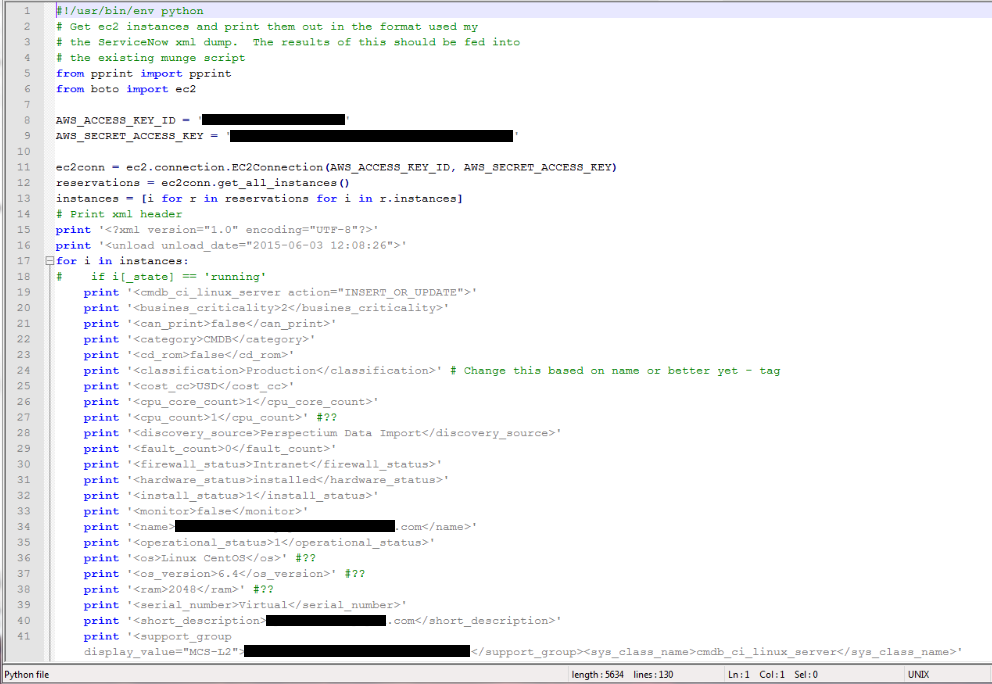 1 #!/usr/bin/env python
2 # Get ec2 instances and print them out in the format used my
3 # the ServiceNow xml dump.  The results of this should be fed into
4 # the existing munge script
5 from pprint import pprint
6 from boto import ec2
7
8 AWS_ACCESS_KEY_ID = ' '
9 AWS_SECRET_ACCESS_KEY = ' '
10
11 ec2conn = ec2.connection.EC2Connection(AWS_ACCESS_KEY_ID, AWS_SECRET_ACCESS_KEY)
12 reservations = ec2conn.get_all_instances()
13 instances = [i for r in reservations for i in r.instances]
14 # Print xml header
15 print '<?xml version="1.0" encoding="UTF-8"?>'
16 print '<unload unload_date="2015-06-03 12:08:26">'
17 for i in instances:
18 #    if i[_state] == 'running'
19     print '<cmdb_ci_linux_server action="INSERT_OR_UPDATE">'
20     print '<busines_criticality>2</busines_criticality>'
21     print '<can_print>false</can_print>'
22     print '<category>CMDB</category>'
23     print '<cd_rom>false</cd_rom>'
24     print '<classification>Production</classification>' # Change this based on name or better yet - tag
25     print '<cost_cc>USD</cost_cc>'
26     print '<cpu_core_count>1</cpu_core_count>'
27     print '<cpu_count>1</cpu_count>' #??
28     print '<discovery_source>Perspectium Data Import</discovery_source>'
29     print '<fault_count>0</fault_count>'
30     print '<firewall_status>Intranet</firewall_status>'
31     print '<hardware_status>installed</hardware_status>'
32     print '<install_status>1</install_status>'
33     print '<monitor>false</monitor>'
34     print '<name> .com</name>'
35     print '<operational_status>1</operational_status>'
36     print '<os>Linux CentOS</os>' #??
37     print '<os_version>6.4</os_version>' #??
38     print '<ram>2048</ram>' #??
39     print '<serial_number>Virtual</serial_number>'
40     print '<short_description> .com</short_description>'
41     print '<support_group
display_value="MCS-L2"> </support_group><sys_class_name>cmdb_ci_linux_server</sys_class_name>'
Python file length : 5634 lines : 130 Ln : 1 Col : 1 Sel : 0 UNIX